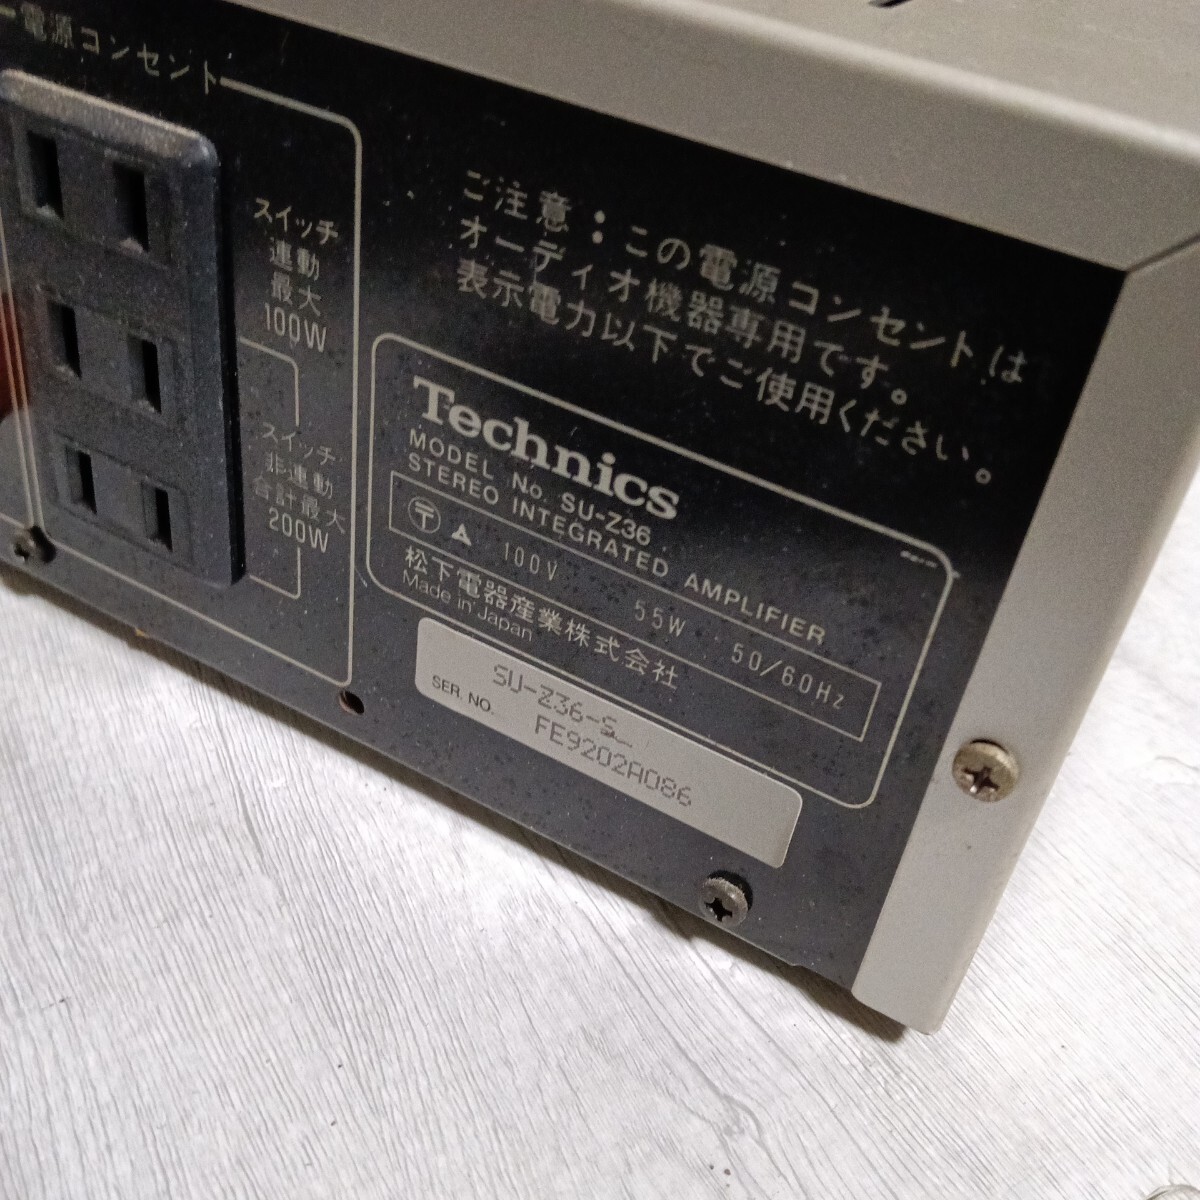 電源コンセント
スイッチ
連動
最大
100W
スイッチ
非連動
合計最大
200W
ご注意：この電源コンセントは
オーディオ機器専用です。
表示電力以下でご使用ください。
Technics
MODEL No. SU-Z36
STEREO INTEGRATED AMPLIFIER
〒 ▲ 100V 55W 50/60Hz
松下電器産業株式会社
Made in Japan
SU-Z36-S
SER. NO. FE9202A086